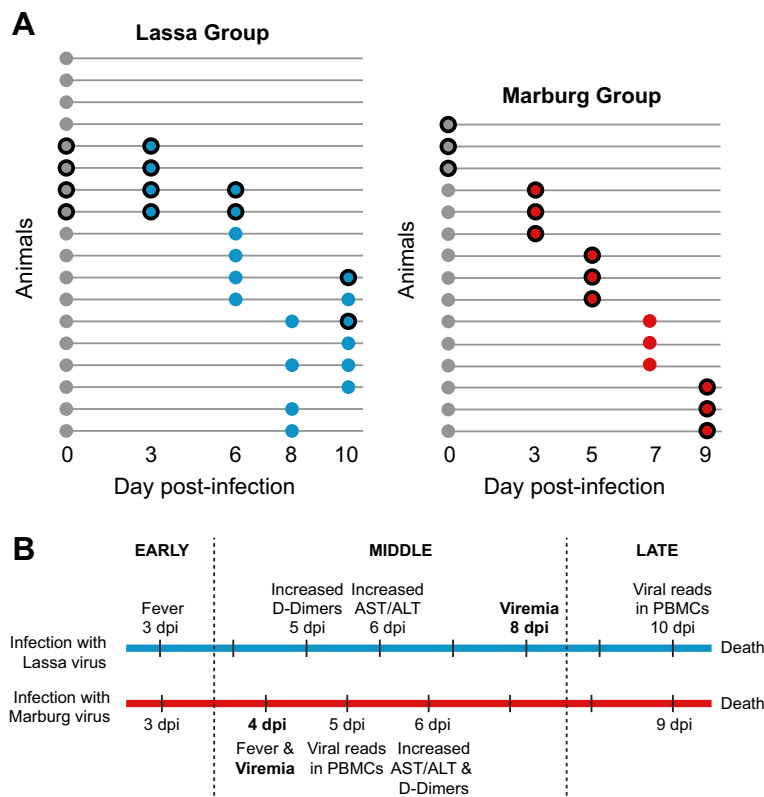 A
Lassa Group
Marburg Group
Animals
Animals
0 3 6 8 10
0 3 5 7 9
Day post-infection
Day post-infection
B
EARLY MIDDLE LATE
Fever
3 dpi
Increased
D-Dimers
5 dpi
Increased
AST/ALT
6 dpi
Viremia
8 dpi
Viral reads
in PBMCs
10 dpi
Infection with
Lassa virus
Death
Infection with
Marburg virus
Death
3 dpi
4 dpi
Fever &
Viremia
5 dpi
Viral reads
in PBMCs
6 dpi
Increased
AST/ALT &
D-Dimers
9 dpi